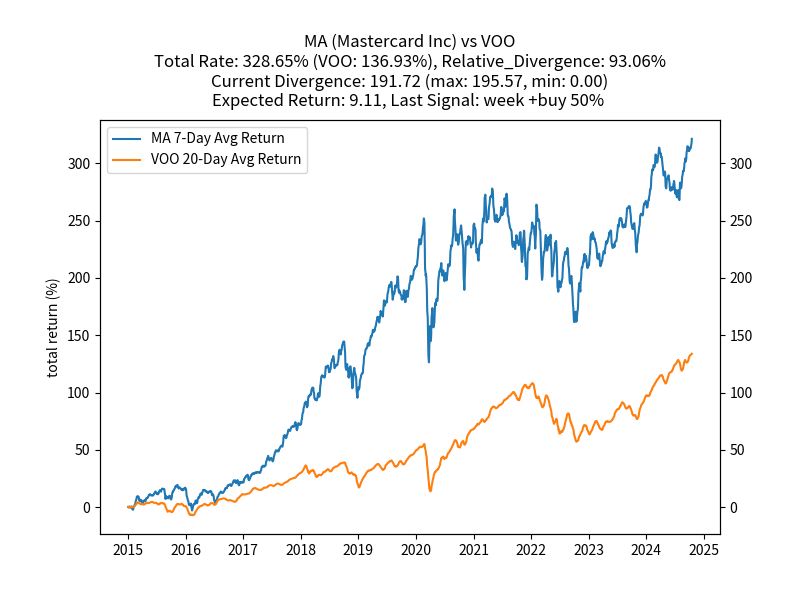 MA (Mastercard Inc) vs VOO
Total Rate: 328.65% (VOO: 136.93%), Relative_Divergence: 93.06%
Current Divergence: 191.72 (max: 195.57, min: 0.00)
Expected Return: 9.11, Last Signal: week +buy 50%
MA 7-Day Avg Return
VOO 20-Day Avg Return
total return (%)
300
250
200
150
100
50
0
300
250
200
150
100
50
0
2015 2016 2017 2018 2019 2020 2021 2022 2023 2024 2025